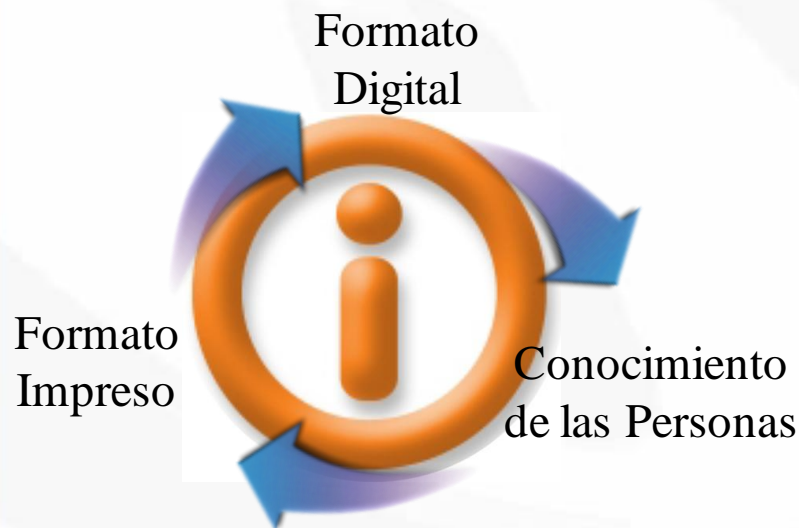 Formato
Digital
Formato
Impreso
Conocimiento
de las Personas